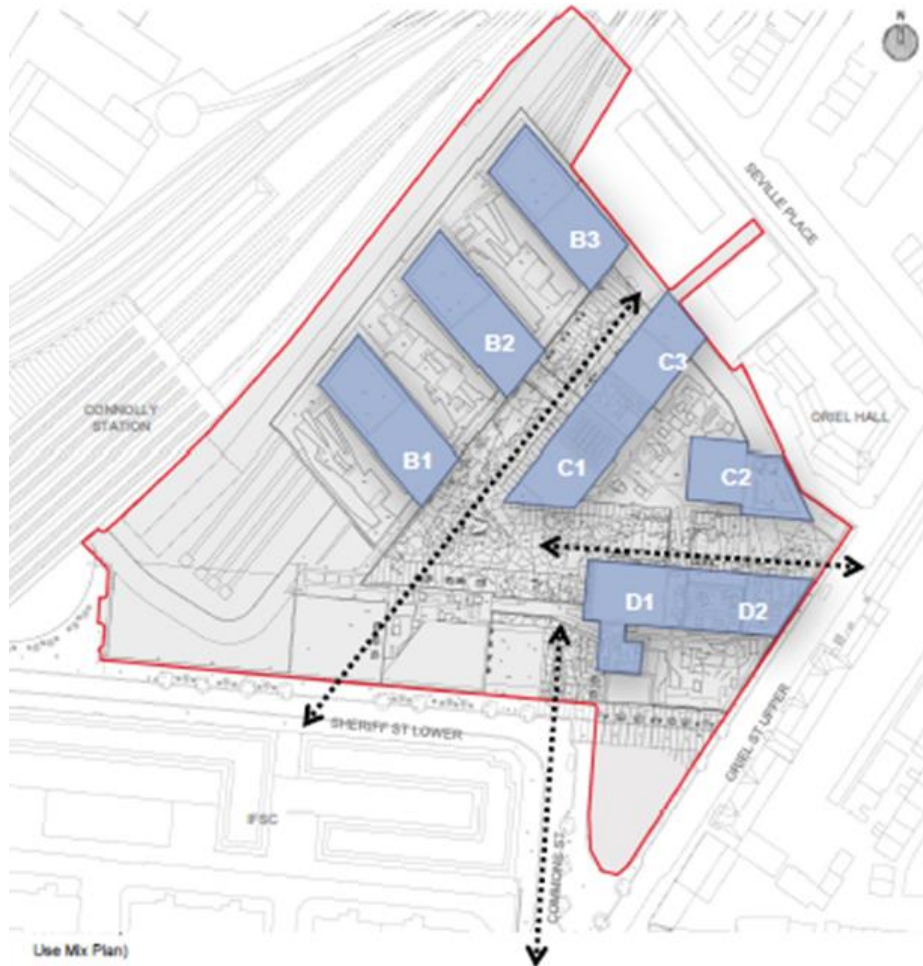 N
SEVILLE PLACE
B3
B2
C3
CONNOLLY
STATION
ORIEL HALL
B1
C1
C2
D1
D2
SHERIFF ST LOWER
ORIEL ST UPPER
IFSC
COMMONS ST
Use Mix Plan)